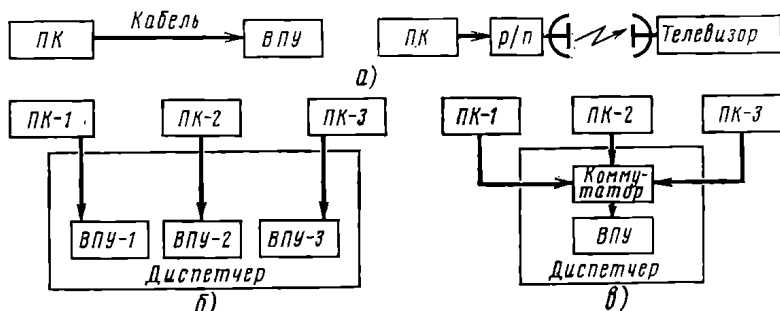 Кабель
ПК
ВПУ
ПК
р/п
Телевизор
а)
ПК-1
ПК-2
ПК-3
ВПУ-1
ВПУ-2
ВПУ-3
Диспетчер
б)
ПК-1
ПК-2
ПК-3
Комму-
татор
ВПУ
Диспетчер
в)